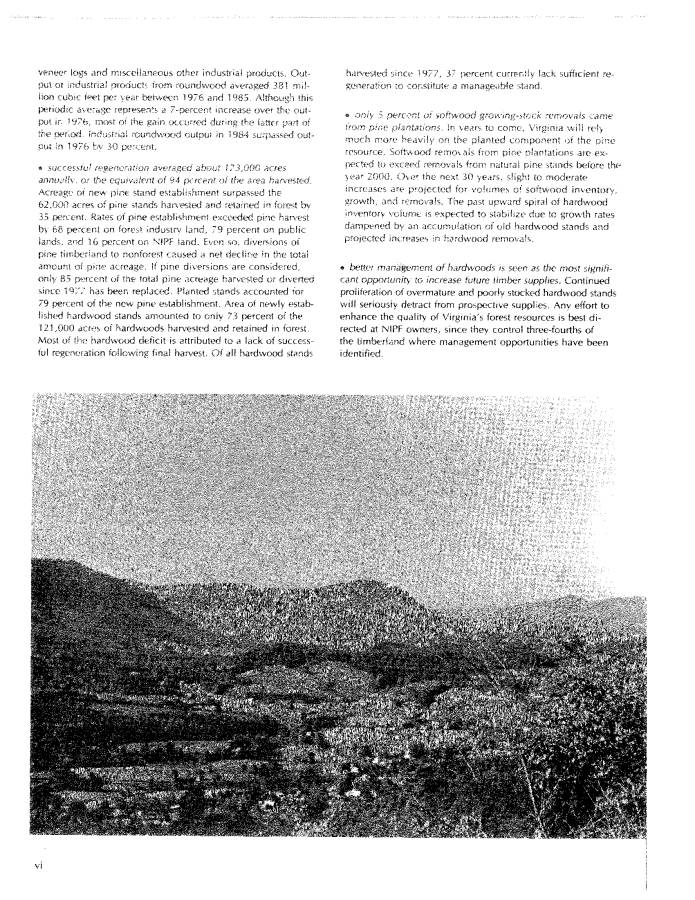 veneer logs and miscellaneous other industrial products. Out-
put of industrial products from roundwood averaged 381 mil-
lion cubic feet per year between 1976 and 1985. Although this
periodic average represents a 7-percent increase over the out-
put in 1976, most of the gain occurred during the latter part of
the period. Industrial roundwood output in 1984 surpassed out-
put in 1976 by 30 percent.
• successful regeneration averaged about 173,000 acres
annually, or the equivalent of 94 percent of the area harvested.
Acreage of new pine stand establishment surpassed the
62,000 acres of pine stands harvested and retained in forest by
35 percent. Rates of pine establishment exceeded pine harvest
by 68 percent on forest industry land, 79 percent on public
lands, and 16 percent on NIPF land. Even so, diversions of
pine timberland to nonforest caused a net decline in the total
amount of pine acreage. If pine diversions are considered,
only 85 percent of the total pine acreage harvested or diverted
since 1977 has been replaced. Planted stands accounted for
79 percent of the new pine establishment. Area of newly estab-
lished hardwood stands amounted to only 73 percent of the
121,000 acres of hardwoods harvested and retained in forest.
Most of the hardwood deficit is attributed to a lack of success-
ful regeneration following final harvest. Of all hardwood stands
harvested since 1977, 37 percent currently lack sufficient re-
generation to constitute a manageable stand.
• only 5 percent of softwood growing-stock removals came
from pine plantations. In years to come, Virginia will rely
much more heavily on the planted component of the pine
resource. Softwood removals from pine plantations are ex-
pected to exceed removals from natural pine stands before the
year 2000. Over the next 30 years, slight to moderate
increases are projected for volumes of softwood inventory,
growth, and removals. The past upward spiral of hardwood
inventory volume is expected to stabilize due to growth rates
dampened by an accumulation of old hardwood stands and
projected increases in hardwood removals.
• better management of hardwoods is seen as the most signifi-
cant opportunity to increase future timber supplies. Continued
proliferation of overmature and poorly stocked hardwood stands
will seriously detract from prospective supplies. Any effort to
enhance the quality of Virginia's forest resources is best di-
rected at NIPF owners, since they control three-fourths of
the timberland where management opportunities have been
identified.
vi